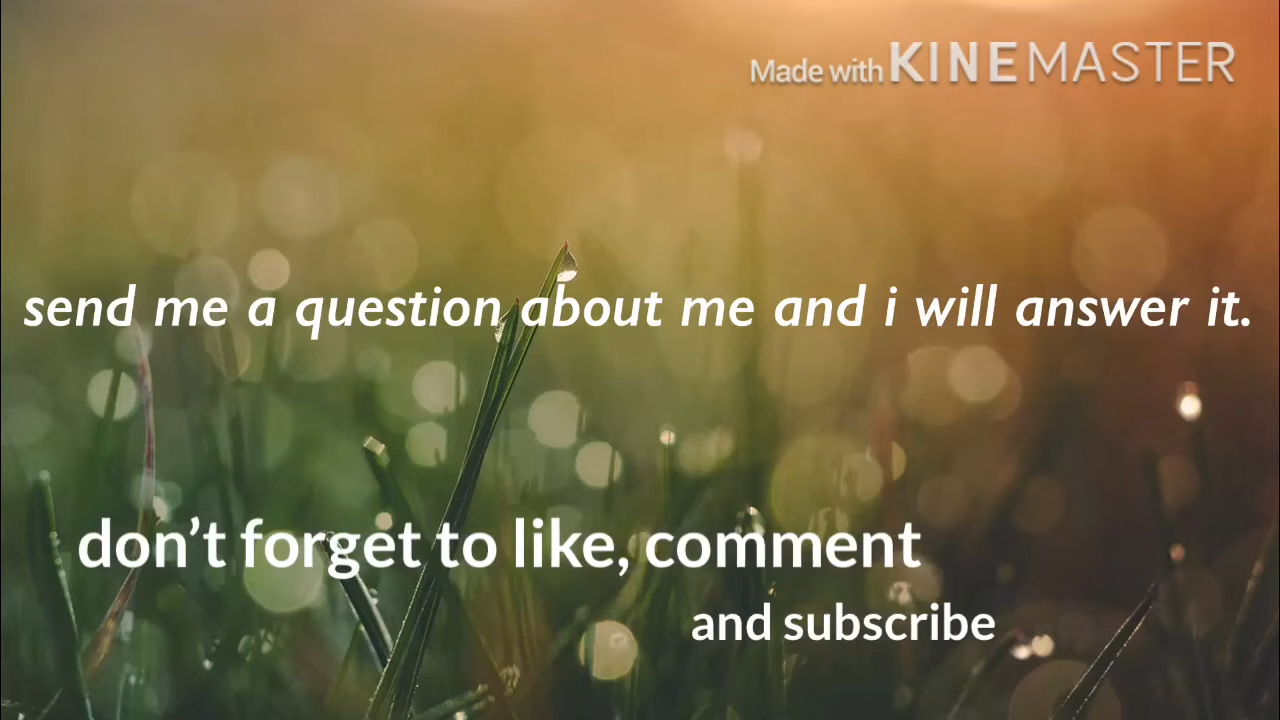 Made with KINEMASTER
send me a question about me and i will answer it.
don’t forget to like, comment
and subscribe